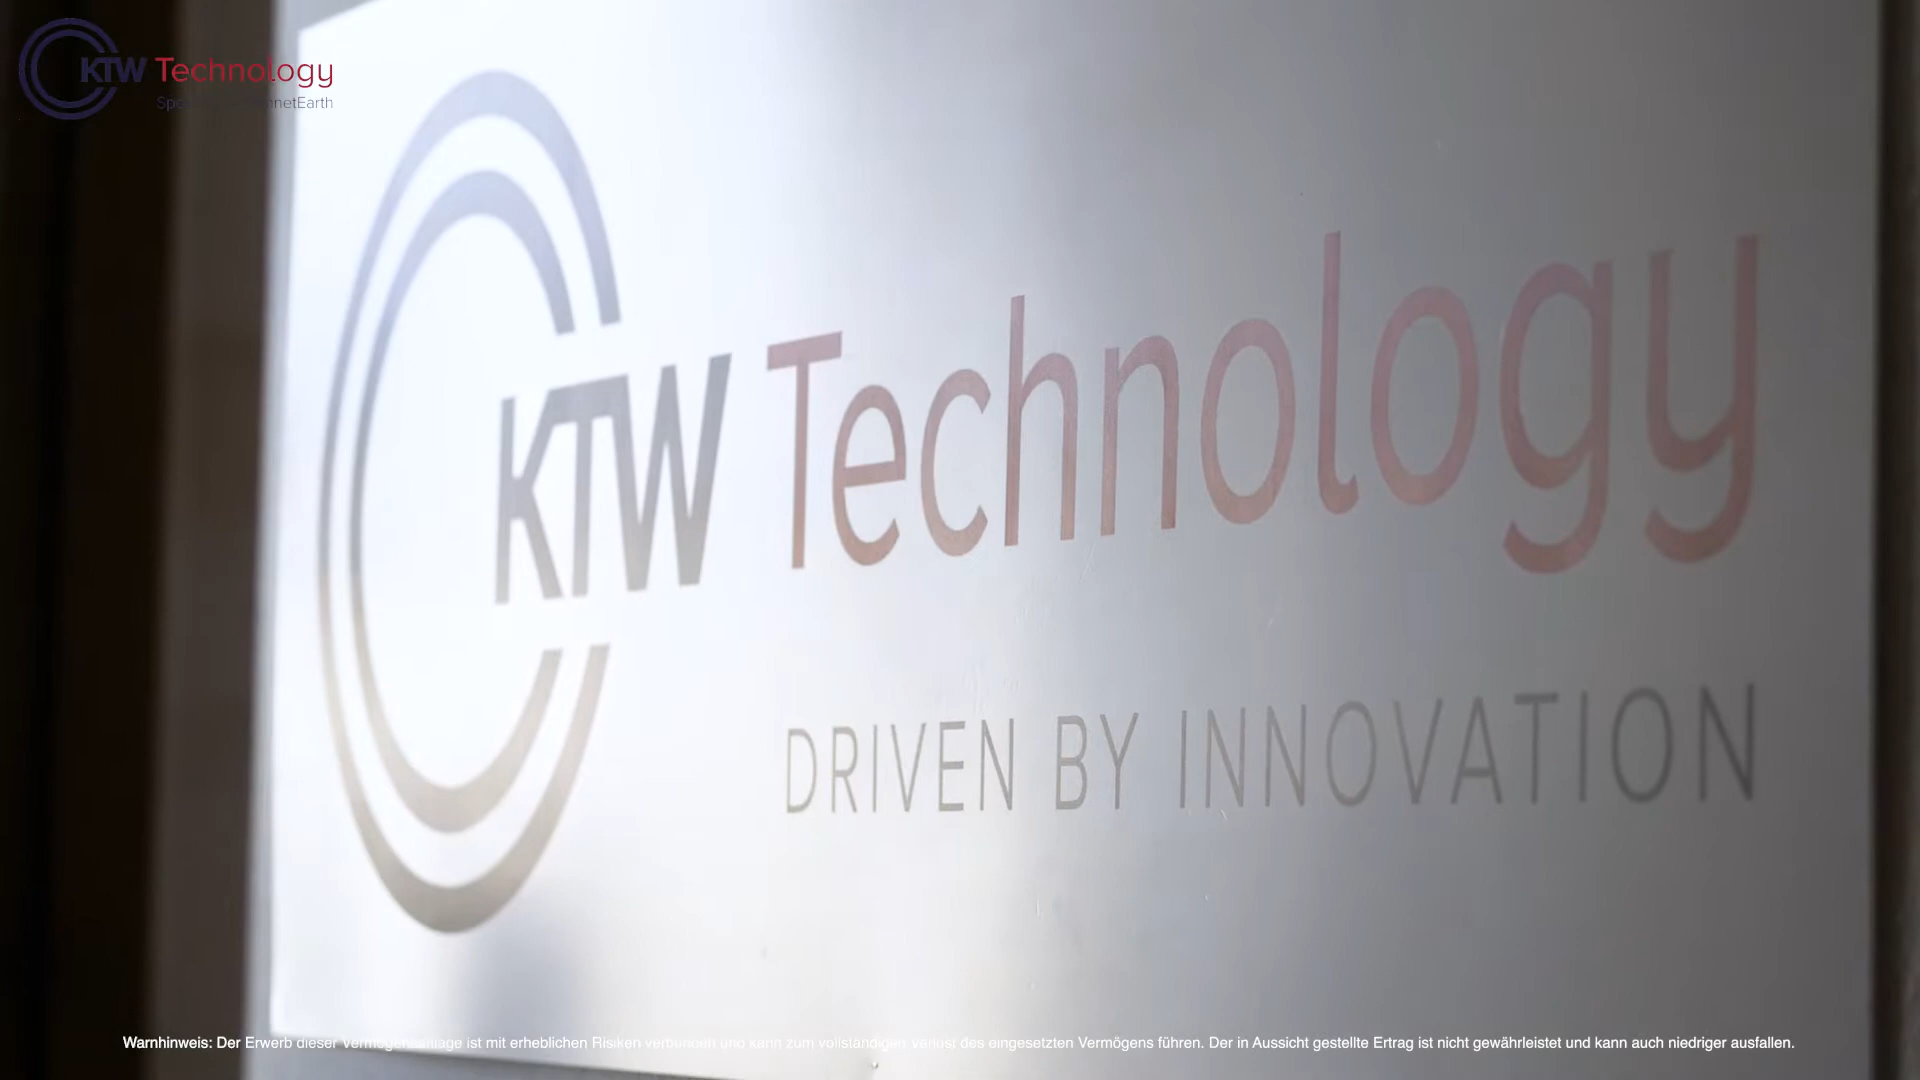 KTW Technology
KTW Technology
DRIVEN BY INNOVATION
Warnhinweis: Der Erwerb dieser Vermögensanlage ist mit erheblichen Risiken verbunden und kann zum vollständigen Verlust des eingesetzten Vermögens führen. Der in Aussicht gestellte Ertrag ist nicht gewährleistet und kann auch niedriger ausfallen.